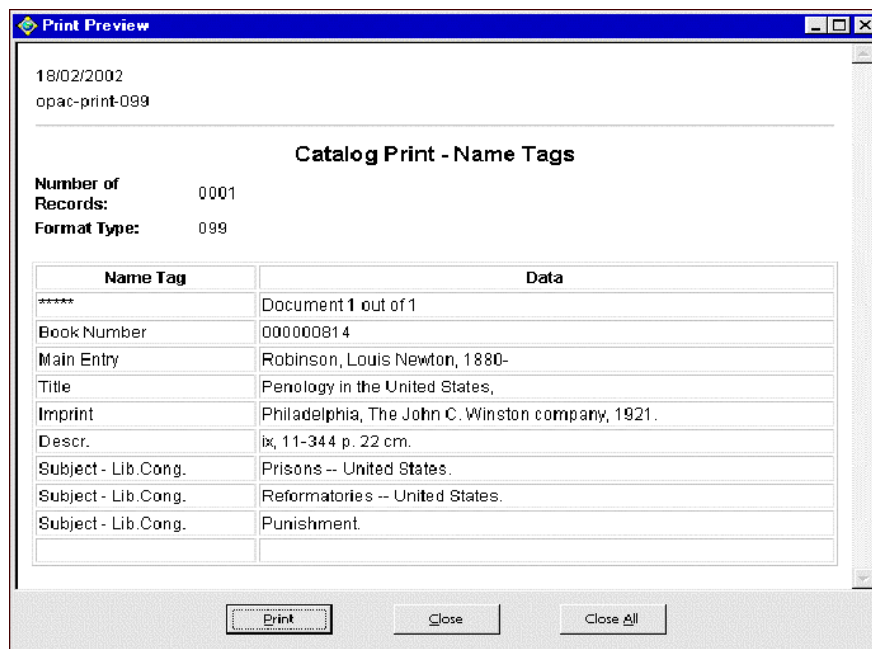 Print Preview
18/02/2002
opac-print-099
Catalog Print - Name Tags
Number of Records: 0001
Format Type: 099
Name Tag Data
***** Document 1 out of 1
Book Number 000000814
Main Entry Robinson, Louis Newton, 1880-
Title Penology in the United States,
Imprint Philadelphia, The John C. Winston company, 1921.
Descr. ix, 11-344 p. 22 cm.
Subject - Lib.Cong. Prisons -- United States.
Subject - Lib.Cong. Reformatories -- United States.
Subject - Lib.Cong. Punishment.
Print Close Close All